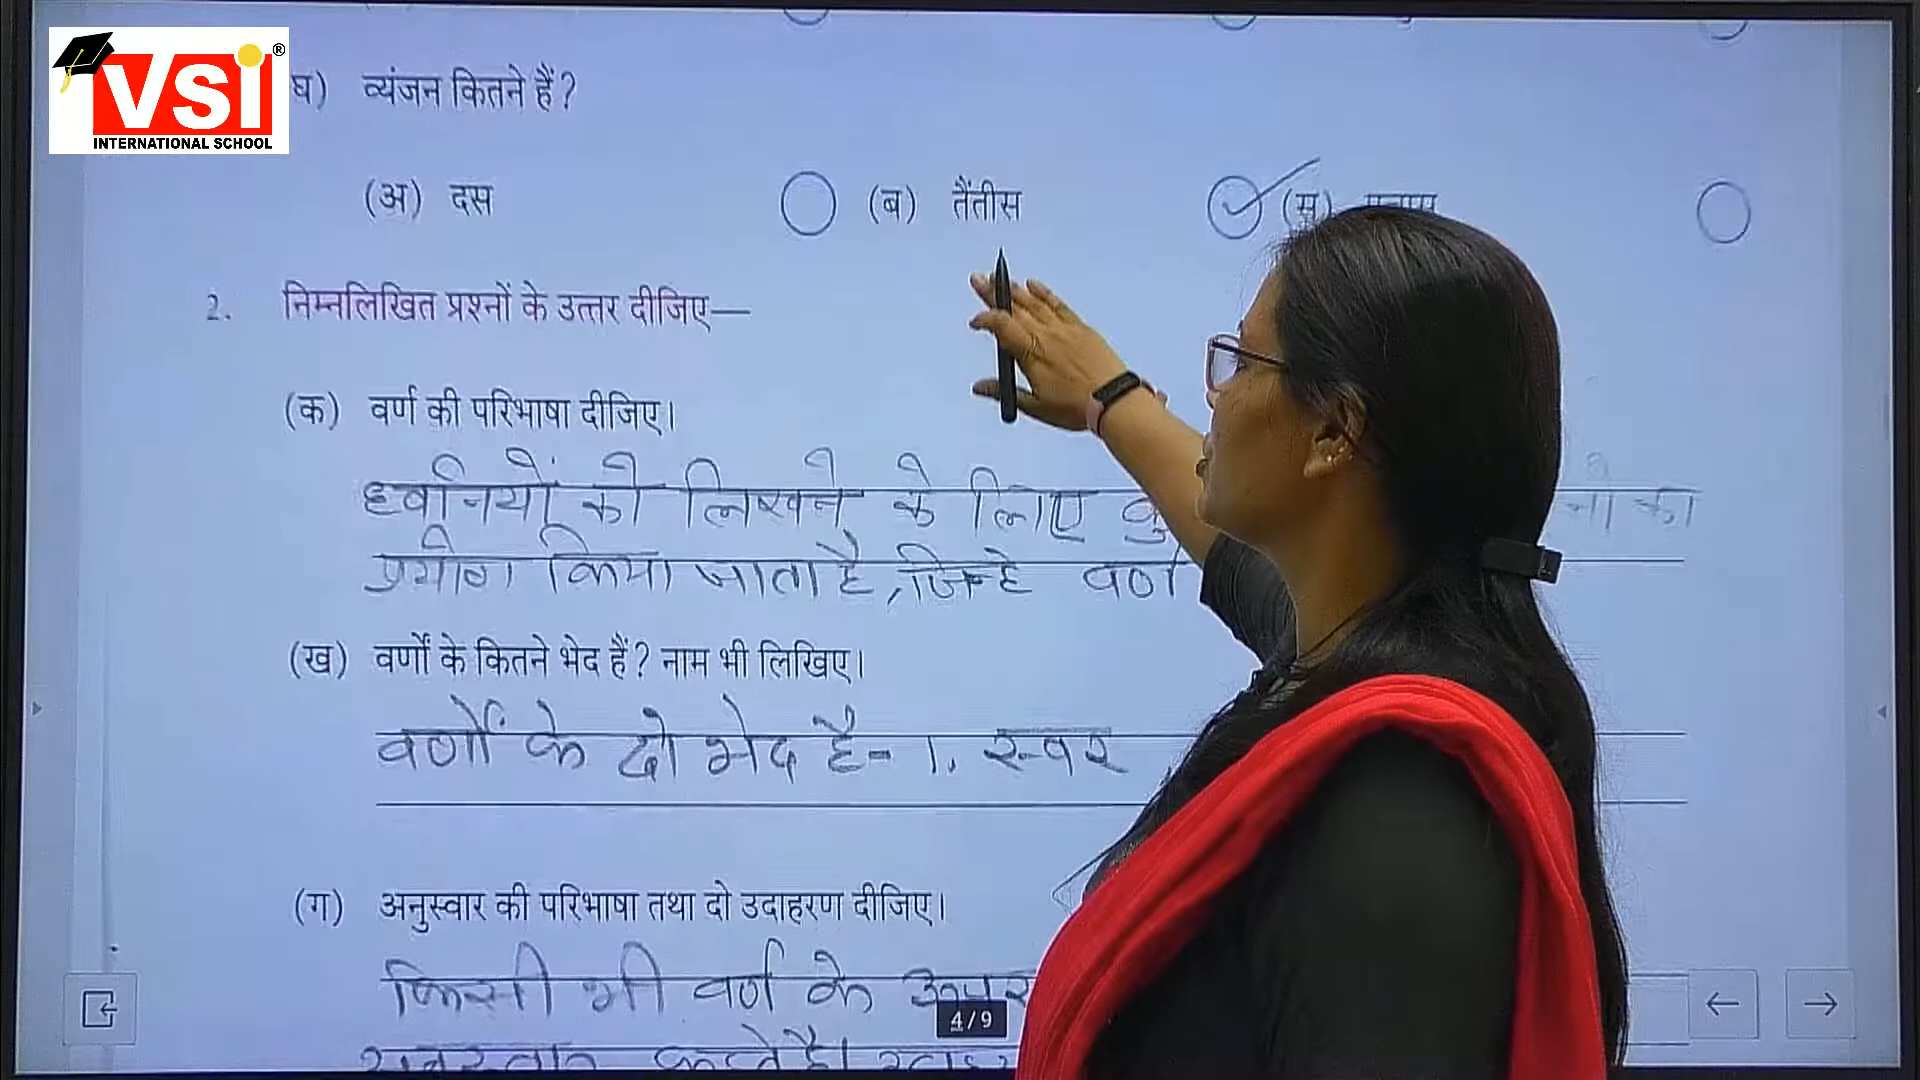 VSI ®
INTERNATIONAL SCHOOL
घ) व्यंजन कितने हैं?
(अ) दस (ब) तैंतीस (स)
2. निम्नलिखित प्रश्नों के उत्तर दीजिए—
(क) वर्ण की परिभाषा दीजिए।
ध्वनियों को लिखने के लिए का
प्रयोग किया जाता है, जिन्हे वर्ण
(ख) वर्णों के कितने भेद हैं? नाम भी लिखिए।
वर्णों के दो भेद है- 1. स्वर
(ग) अनुस्वार की परिभाषा तथा दो उदाहरण दीजिए।
किसी भी वर्ण के ऊपर
4/9
कहते है।